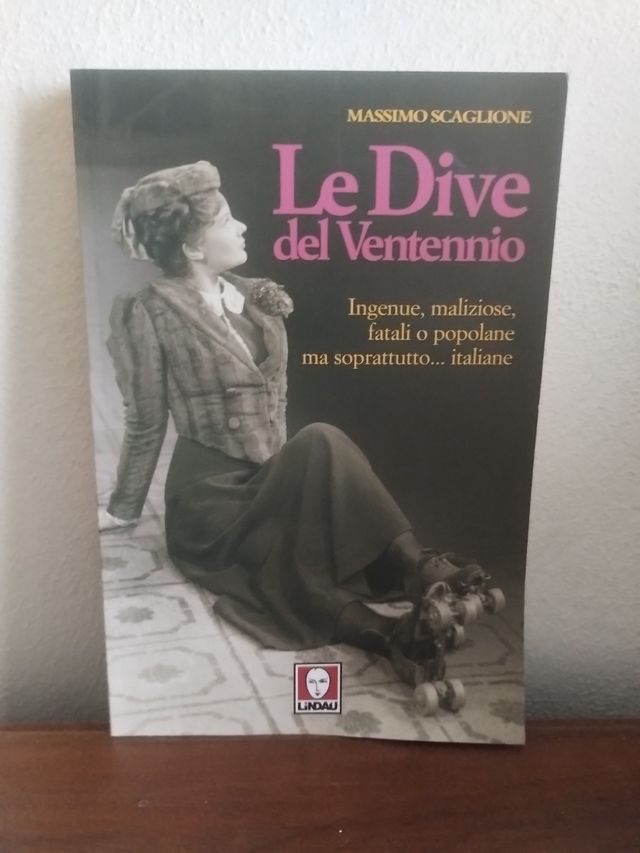 MASSIMO SCAGLIONE
Le Dive
del Ventennio
Ingenue, maliziose,
fatali o popolane
ma soprattutto... italiane
LiNDAU